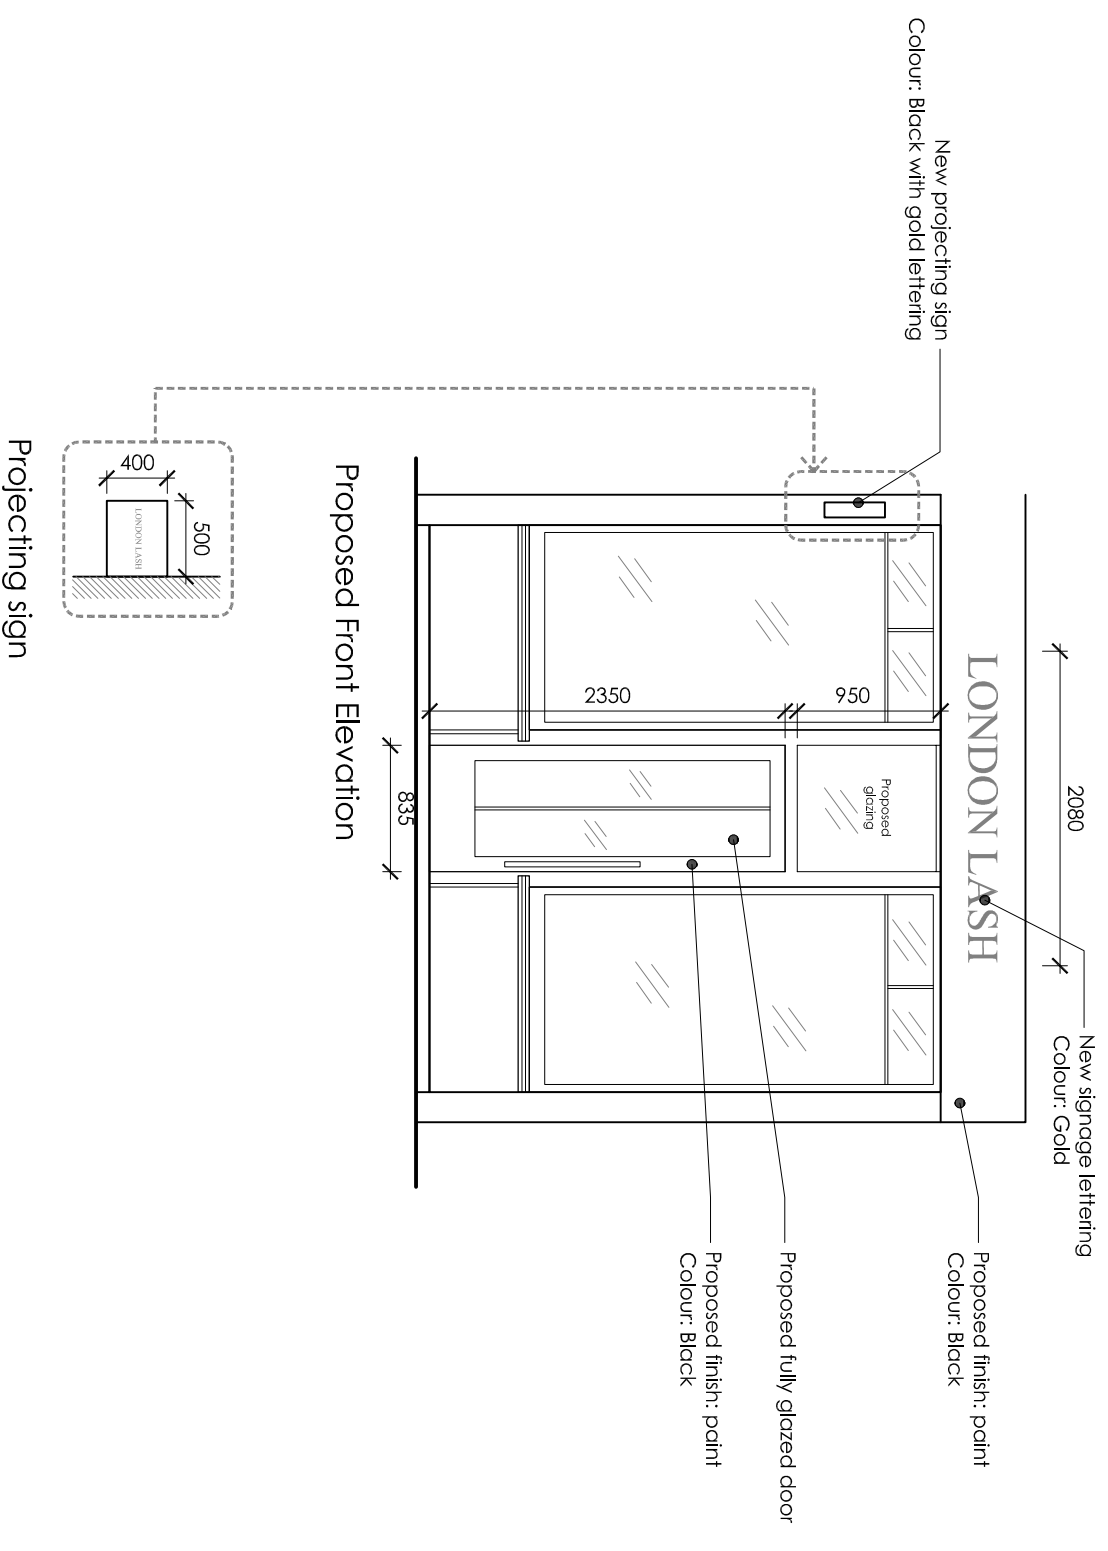 2080
New signage lettering
Colour: Gold
LONDON LASH
New projecting sign
Colour: Black with gold lettering
Proposed finish: paint
Colour: Black
950
Proposed
glazing
2350
Proposed fully glazed door
Proposed finish: paint
Colour: Black
835
Proposed Front Elevation
500
400
LONDON LASH
Projecting sign